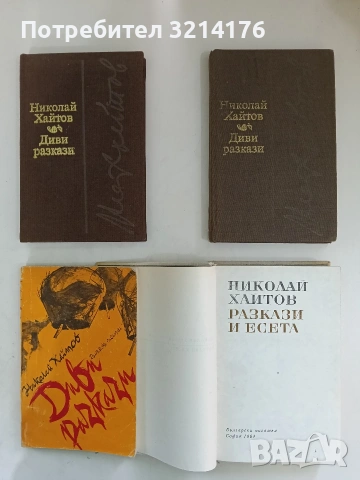 Потребител 3214176
Николай
Хайтов
Диви
разкази
Николай
Хайтов
Диви
разкази
Николай Хайтов
Диви
разкази
НИКОЛАЙ
ХАЙТОВ
РАЗКАЗИ
И ЕСЕТА
Български писател
BAZAR